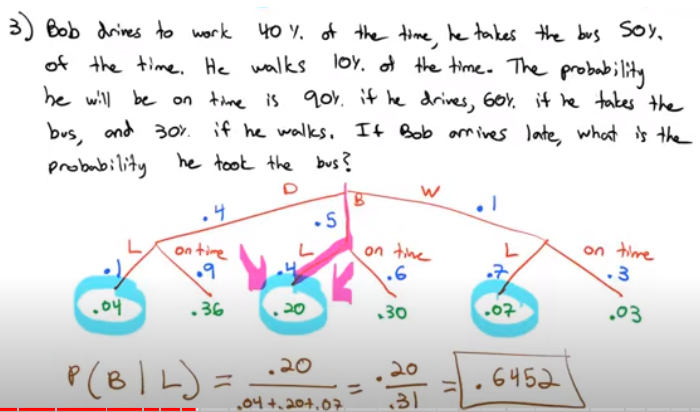 3) Bob drives to work 40%. of the time, he takes the bus 50%.
of the time. He walks 10%. of the time. The probability
he will be on time is 90%. if he drives, 60%. if he takes the
bus, and 30%. if he walks. If Bob arrives late, what is the
probability he took the bus?
D B W
.4 .5 .1
L on time L on time L on time
.1 .9 .4 .6 .7 .3
.04 .36 .20 .30 .07 .03
P(B|L) = .20 / .04+.20+.07 = .20 / .31 = .6452